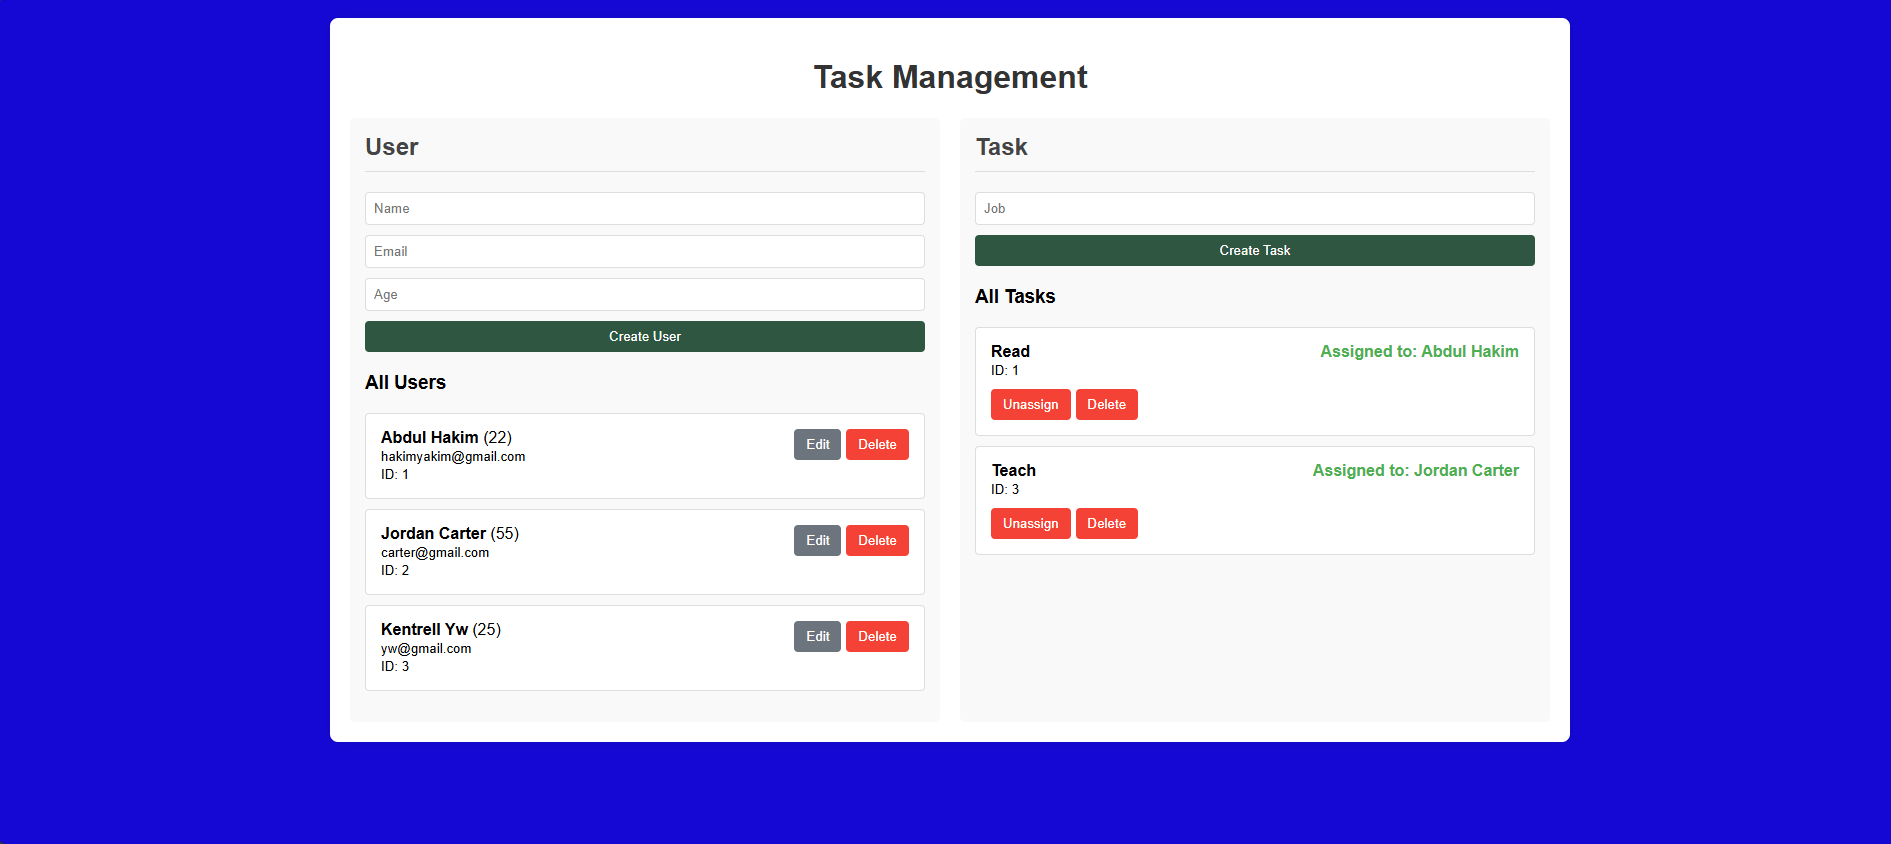 Task Management
User
Name
Email
Age
Create User
All Users
Abdul Hakim (22)
hakimyakim@gmail.com
ID: 1
Edit Delete
Jordan Carter (55)
carter@gmail.com
ID: 2
Edit Delete
Kentrell Yw (25)
yw@gmail.com
ID: 3
Edit Delete
Task
Job
Create Task
All Tasks
Read
Assigned to: Abdul Hakim
ID: 1
Unassign Delete
Teach
Assigned to: Jordan Carter
ID: 3
Unassign Delete